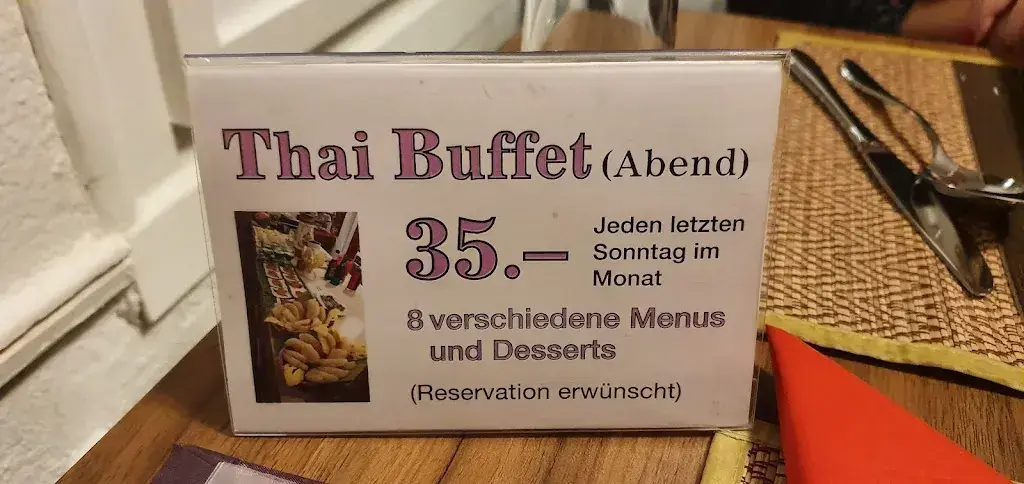 Thai Buffet (Abend)
35.–
Jeden letzten
Sonntag im
Monat
8 verschiedene Menus
und Desserts
(Reservation erwünscht)